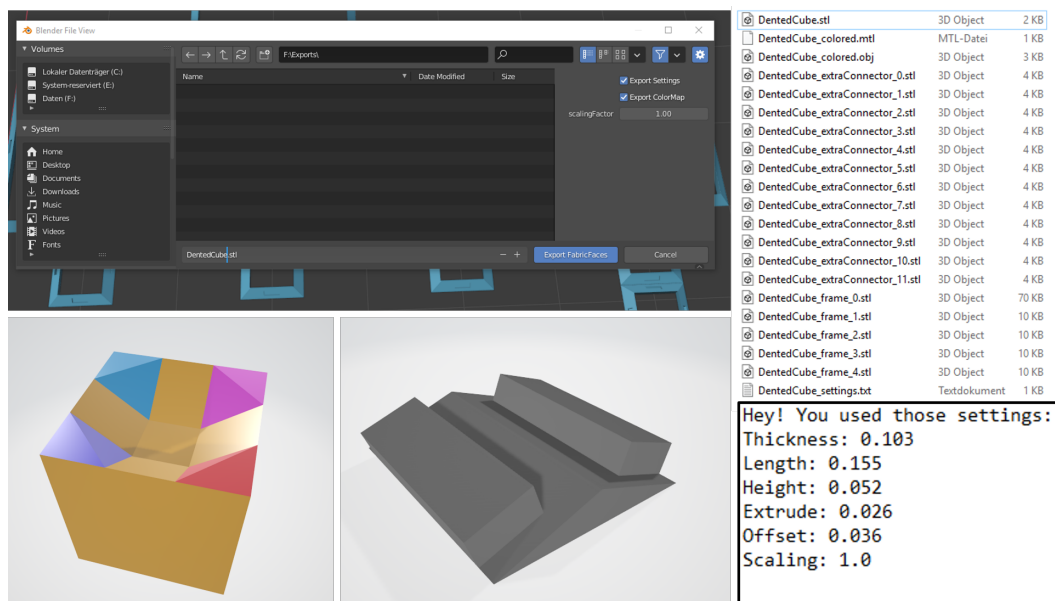 Blender File View
Volumes
Lokaler Datenträger (C:)
System-reserviert (E:)
Daten (F:)
System
Home
Desktop
Documents
Downloads
Music
Pictures
Videos
Fonts
F:\Exports\
Name Date Modified Size
Export Settings
Export ColorMap
scalingFactor 1.00
DentedCube.stl
Export FabricFaces Cancel
DentedCube.stl 3D Object 2 KB
DentedCube_colored.mtl MTL-Datei 1 KB
DentedCube_colored.obj 3D Object 3 KB
DentedCube_extraConnector_0.stl 3D Object 4 KB
DentedCube_extraConnector_1.stl 3D Object 4 KB
DentedCube_extraConnector_2.stl 3D Object 4 KB
DentedCube_extraConnector_3.stl 3D Object 4 KB
DentedCube_extraConnector_4.stl 3D Object 4 KB
DentedCube_extraConnector_5.stl 3D Object 4 KB
DentedCube_extraConnector_6.stl 3D Object 4 KB
DentedCube_extraConnector_7.stl 3D Object 4 KB
DentedCube_extraConnector_8.stl 3D Object 4 KB
DentedCube_extraConnector_9.stl 3D Object 4 KB
DentedCube_extraConnector_10.stl 3D Object 4 KB
DentedCube_extraConnector_11.stl 3D Object 4 KB
DentedCube_frame_0.stl 3D Object 70 KB
DentedCube_frame_1.stl 3D Object 10 KB
DentedCube_frame_2.stl 3D Object 10 KB
DentedCube_frame_3.stl 3D Object 10 KB
DentedCube_frame_4.stl 3D Object 10 KB
DentedCube_settings.txt Textdokument 1 KB
Hey! You used those settings:
Thickness: 0.103
Length: 0.155
Height: 0.052
Extrude: 0.026
Offset: 0.036
Scaling: 1.0